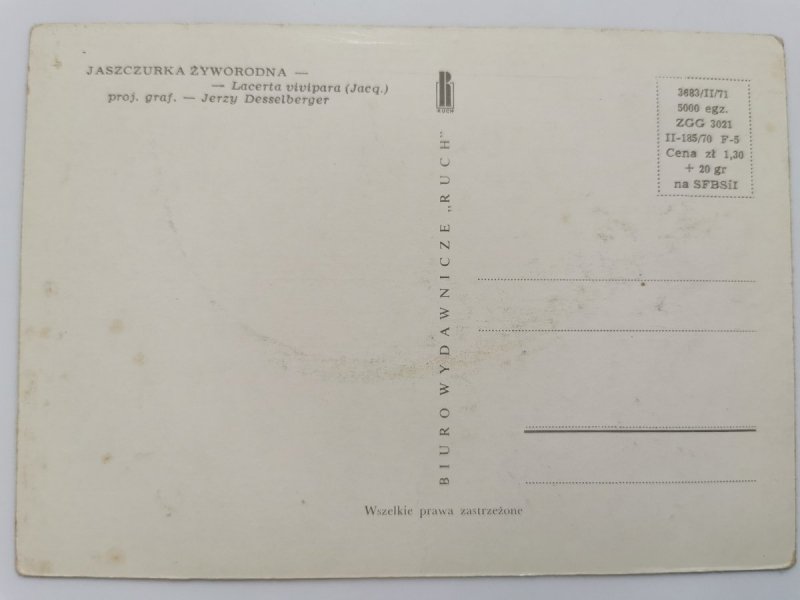 JASZCZURKA ŻYWORODNA —
— Lacerta vivipara (Jacq.)
proj. graf. — Jerzy Desselberger
RUCH
BIURO WYDAWNICZE „RUCH”
3683/II/71
5000 egz.
ZGG 3021
II-185/70 F-5
Cena zł 1,30
+ 20 gr
na SFBSiI
Wszelkie prawa zastrzeżone